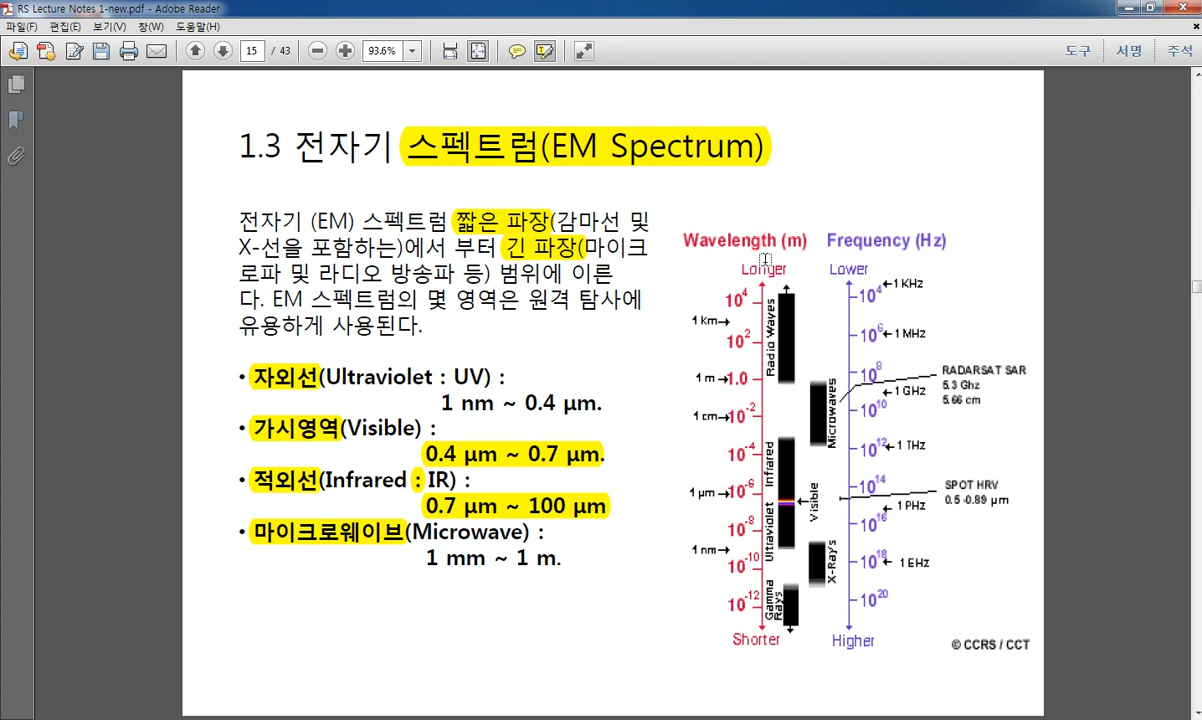 RS Lecture Notes 1-new.pdf - Adobe Reader
파일(F) 편집(E) 보기(V) 창(W) 도움말(H)
15 / 43 93.6% 도구 서명 주석
1.3 전자기 스펙트럼(EM Spectrum)
전자기 (EM) 스펙트럼 짧은 파장(감마선 및
X-선을 포함하는)에서 부터 긴 파장(마이크
로파 및 라디오 방송파 등) 범위에 이른
다. EM 스펙트럼의 몇 영역은 원격 탐사에
유용하게 사용된다.
• 자외선(Ultraviolet : UV) :
1 nm ~ 0.4 μm.
• 가시영역(Visible) :
0.4 μm ~ 0.7 μm.
• 적외선(Infrared : IR) :
0.7 μm ~ 100 μm
• 마이크로웨이브(Microwave) :
1 mm ~ 1 m.
Wavelength (m)
Longer
10⁴
1 km
10²
1 m
1.0
1 cm
10⁻²
10⁻⁴
1 μm
10⁻⁶
10⁻⁸
1 nm
10⁻¹⁰
10⁻¹²
Shorter
Radio Waves
Microwaves
Infrared
Visible
Ultraviolet
X-Rays
Gamma
Rays
Frequency (Hz)
Lower
1 KHz
10⁴
10⁶
1 MHz
10⁸
1 GHz
10¹⁰
10¹²
1 THz
10¹⁴
1 PHz
10¹⁶
10¹⁸
1 EHz
10²⁰
Higher
RADARSAT SAR
5.3 Ghz
5.66 cm
SPOT HRV
0.5 -0.89 μm
© CCRS / CCT